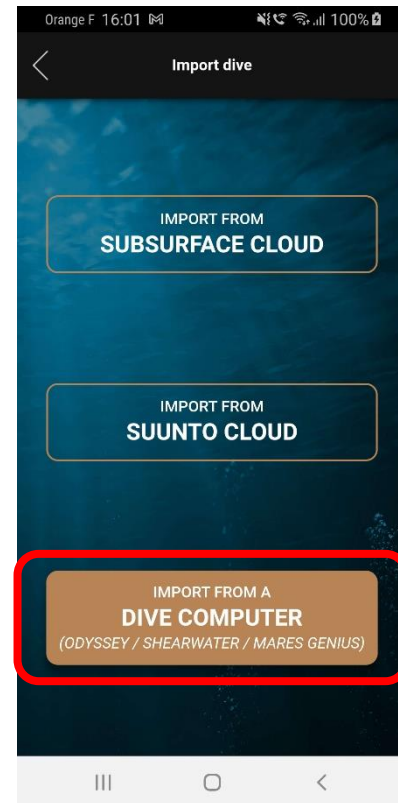 Orange F 16:01 100%
Import dive
IMPORT FROM
SUBSURFACE CLOUD
IMPORT FROM
SUUNTO CLOUD
IMPORT FROM A
DIVE COMPUTER
(ODYSSEY / SHEARWATER / MARES GENIUS)